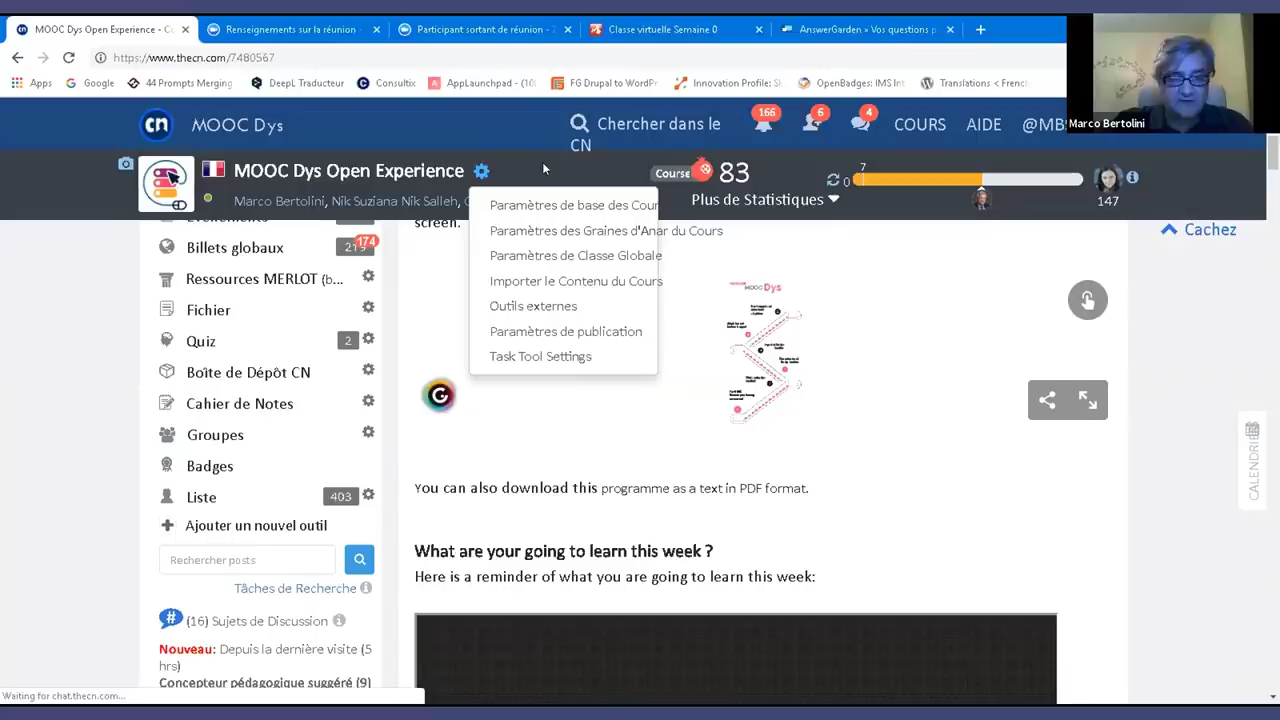 MOOC Dys Open Experience - C
Renseignements sur la réunion -
Participant sortant de réunion - 2
Classe virtuelle Semaine 0
AnswerGarden » Vos questions p
https://www.thecn.com/7480567
Apps
Google
44 Prompts Merging
DeepL Traducteur
Consultix
AppLaunchpad - (10
FG Drupal to WordPr
Innovation Profile: S
OpenBadges: IMS Int
Translations < Frenc
Marco Bertolini
cn
MOOC Dys
Chercher dans le
CN
166
6
4
COURS
AIDE
@MB
MOOC Dys Open Experience
Marco Bertolini, Nik Suziana Nik Salleh,
Course
83
Plus de Statistiques
0
7
147
Cachez
Paramètres de base des Cour
Paramètres des Graines d'Anar du Cours
Paramètres de Classe Globale
Importer le Contenu du Cours
Outils externes
Paramètres de publication
Task Tool Settings
Evénements
Billets globaux
174
Ressources MERLOT (b...
Fichier
Quiz
2
Boîte de Dépôt CN
Cahier de Notes
Groupes
Badges
Liste
403
Ajouter un nouvel outil
Rechercher posts
Tâches de Recherche
(16) Sujets de Discussion
Nouveau: Depuis la dernière visite (5
hrs)
Concepteur pédagogique suggéré (9)
screen.
MOOC Dys
You can also download this programme as a text in PDF format.
What are your going to learn this week ?
Here is a reminder of what you are going to learn this week:
CALENDRIE
Waiting for chat.thecn.com...